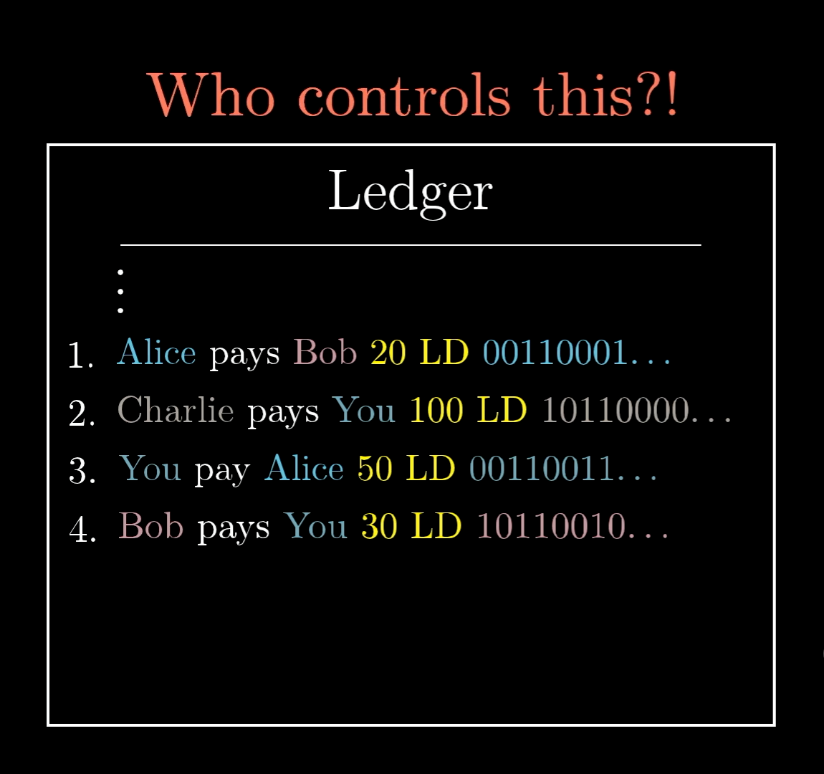 Who controls this?!
Ledger
⋮
1. Alice pays Bob 20 LD 00110001...
2. Charlie pays You 100 LD 10110000...
3. You pay Alice 50 LD 00110011...
4. Bob pays You 30 LD 10110010...